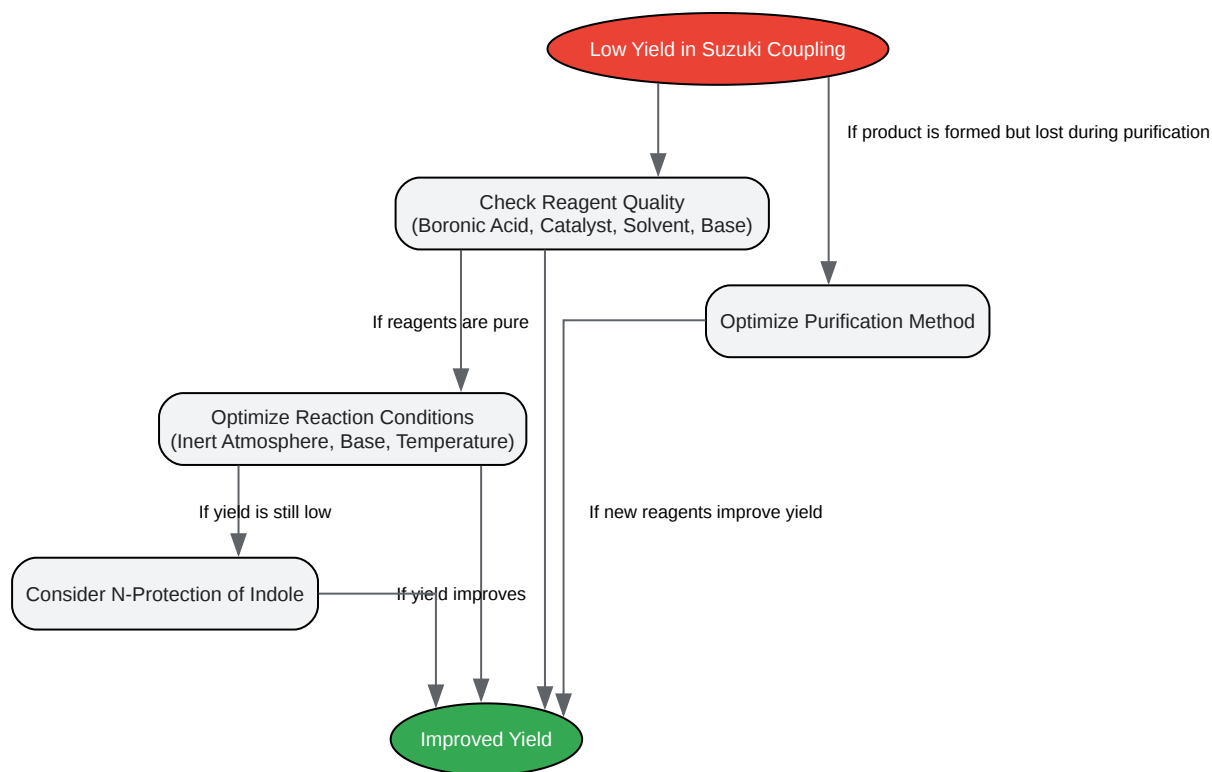 Low Yield in Suzuki Coupling
If product is formed but lost during purification
Check Reagent Quality
(Boronic Acid, Catalyst, Solvent, Base)
If reagents are pure
Optimize Purification Method
Optimize Reaction Conditions
(Inert Atmosphere, Base, Temperature)
If yield is still low
If new reagents improve yield
Consider N-Protection of Indole
If yield improves
Improved Yield